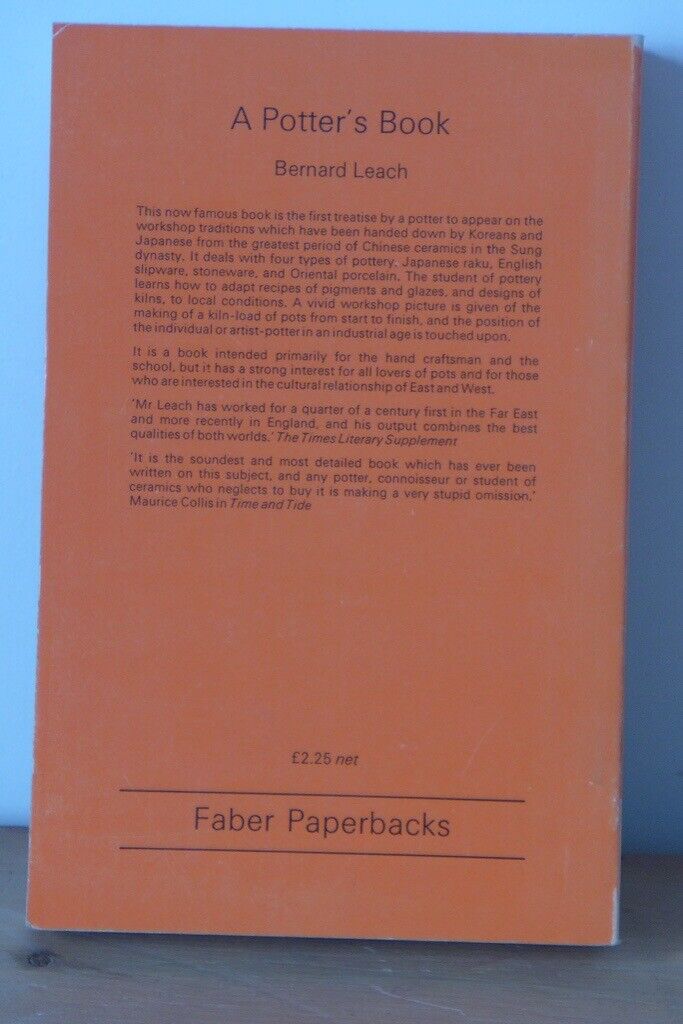 A Potter's Book
Bernard Leach
This now famous book is the first treatise by a potter to appear on the
workshop traditions which have been handed down by Koreans and
Japanese from the greatest period of Chinese ceramics in the Sung
dynasty. It deals with four types of pottery, Japanese raku, English
slipware, stoneware, and Oriental porcelain. The student of pottery
learns how to adapt recipes of pigments and glazes, and designs of
kilns, to local conditions. A vivid workshop picture is given of the
making of a kiln-load of pots from start to finish, and the position of
the individual or artist-potter in an industrial age is touched upon.
It is a book intended primarily for the hand craftsman and the
school, but it has a strong interest for all lovers of pots and for those
who are interested in the cultural relationship of East and West.
'Mr Leach has worked for a quarter of a century first in the Far East
and more recently in England, and his output combines the best
qualities of both worlds.' The Times Literary Supplement
'It is the soundest and most detailed book which has ever been
written on this subject, and any potter, connoisseur or student of
ceramics who neglects to buy it is making a very stupid omission.'
Maurice Collis in Time and Tide
£2.25 net
Faber Paperbacks